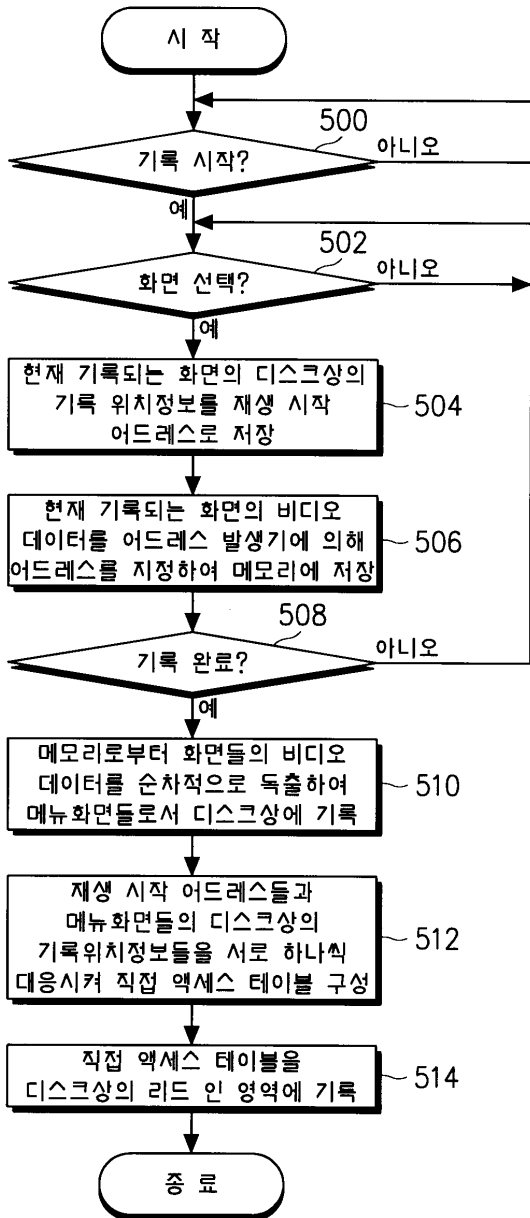 시 작
500
기록 시작?
아니오
예
502
화면 선택?
아니오
예
현재 기록되는 화면의 디스크상의
기록 위치정보를 재생 시작
어드레스로 저장
504
현재 기록되는 화면의 비디오
데이터를 어드레스 발생기에 의해
어드레스를 지정하여 메모리에 저장
506
508
기록 완료?
아니오
예
메모리로부터 화면들의 비디오
데이터를 순차적으로 독출하여
메뉴화면들로서 디스크상에 기록
510
재생 시작 어드레스들과
메뉴화면들의 디스크상의
기록위치정보들을 서로 하나씩
대응시켜 직접 액세스 테이블 구성
512
직접 액세스 테이블을
디스크상의 리드 인 영역에 기록
514
종 료